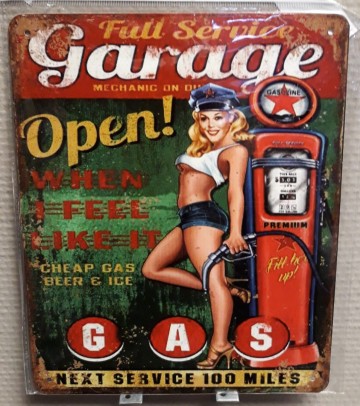 Full Service
Garage
MECHANIC ON DUTY
GASOLINE
Open!
WHEN
I FEEL
LIKE IT
PREMIUM
CHEAP GAS
BEER & ICE
Fill 'er
up!
G A S
NEXT SERVICE 100 MILES